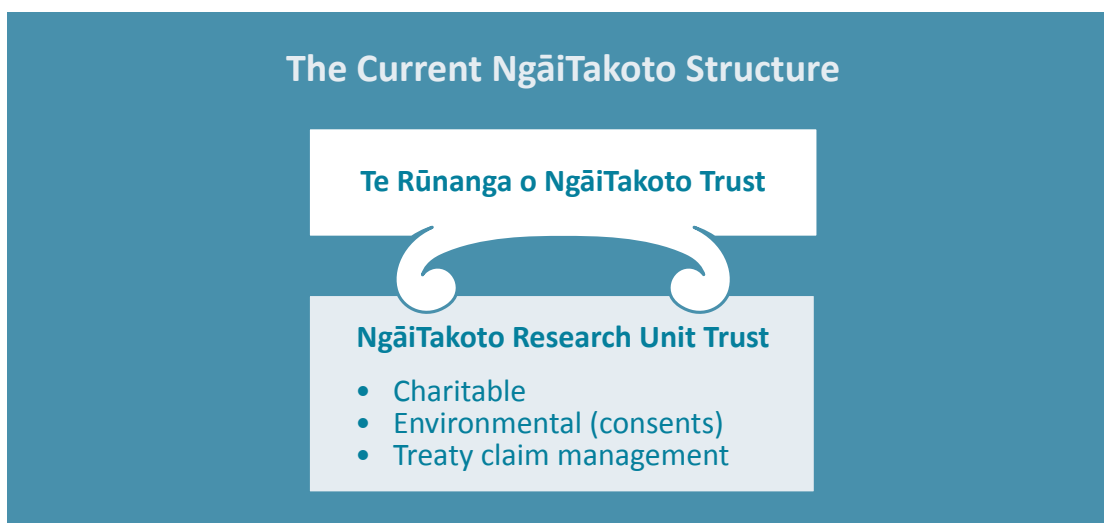 The Current NgāiTakoto Structure
Te Rūnanga o NgāiTakoto Trust
NgāiTakoto Research Unit Trust
• Charitable
• Environmental (consents)
• Treaty claim management